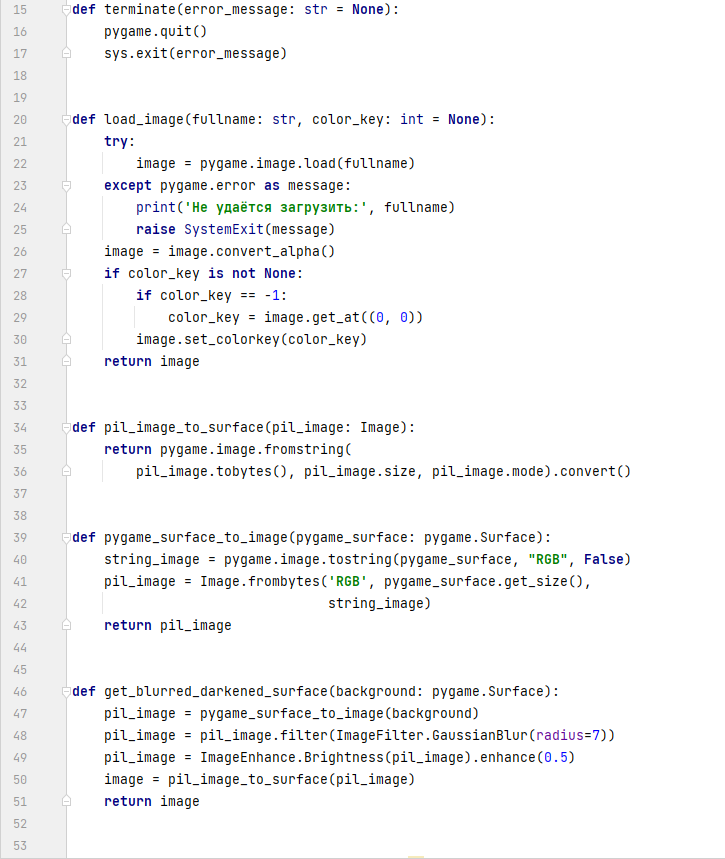 15 def terminate(error_message: str = None):
16     pygame.quit()
17     sys.exit(error_message)
18
19
20 def load_image(fullname: str, color_key: int = None):
21     try:
22         image = pygame.image.load(fullname)
23     except pygame.error as message:
24         print('Не удаётся загрузить:', fullname)
25         raise SystemExit(message)
26     image = image.convert_alpha()
27     if color_key is not None:
28         if color_key == -1:
29             color_key = image.get_at((0, 0))
30         image.set_colorkey(color_key)
31     return image
32
33
34 def pil_image_to_surface(pil_image: Image):
35     return pygame.image.fromstring(
36         pil_image.tobytes(), pil_image.size, pil_image.mode).convert()
37
38
39 def pygame_surface_to_image(pygame_surface: pygame.Surface):
40     string_image = pygame.image.tostring(pygame_surface, "RGB", False)
41     pil_image = Image.frombytes('RGB', pygame_surface.get_size(),
42                                 string_image)
43     return pil_image
44
45
46 def get_blurred_darkened_surface(background: pygame.Surface):
47     pil_image = pygame_surface_to_image(background)
48     pil_image = pil_image.filter(ImageFilter.GaussianBlur(radius=7))
49     pil_image = ImageEnhance.Brightness(pil_image).enhance(0.5)
50     image = pil_image_to_surface(pil_image)
51     return image
52
53